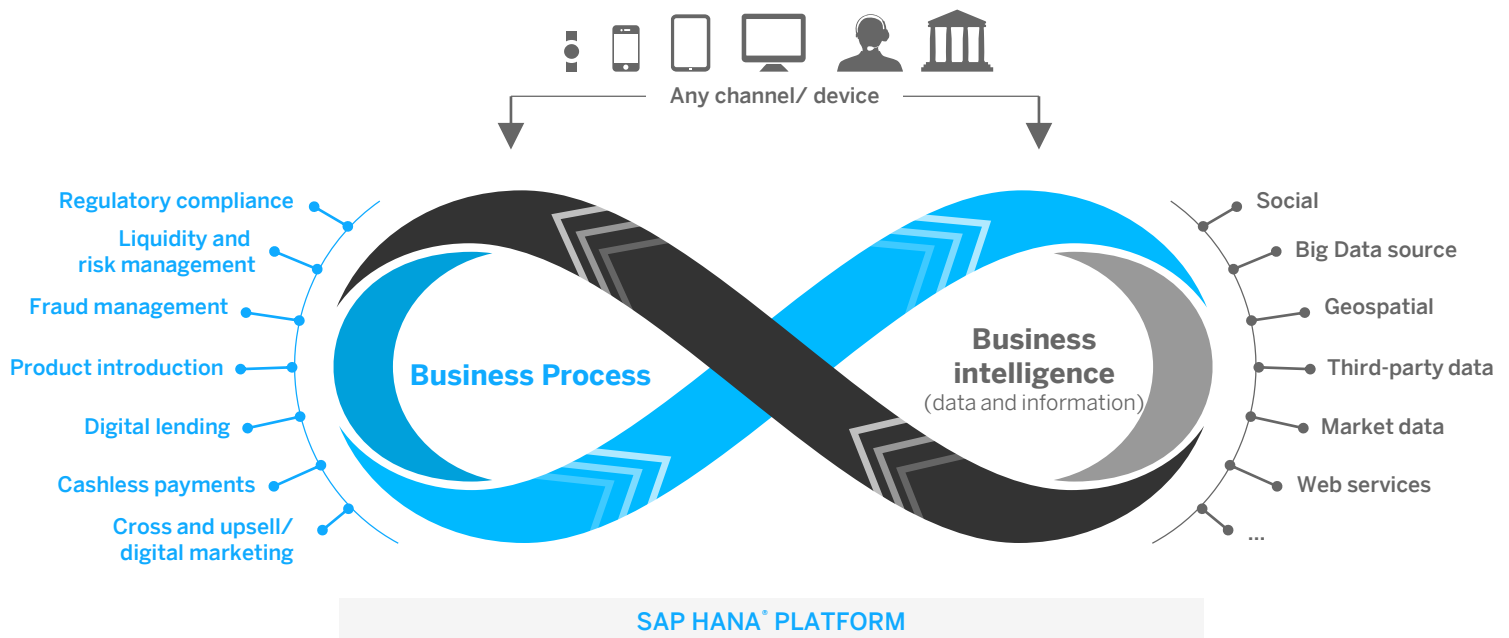 Any channel/ device
Regulatory compliance
Liquidity and
risk management
Fraud management
Product introduction
Digital lending
Cashless payments
Cross and upsell/
digital marketing
Business Process
Business
intelligence
(data and information)
Social
Big Data source
Geospatial
Third-party data
Market data
Web services
...
SAP HANA® PLATFORM